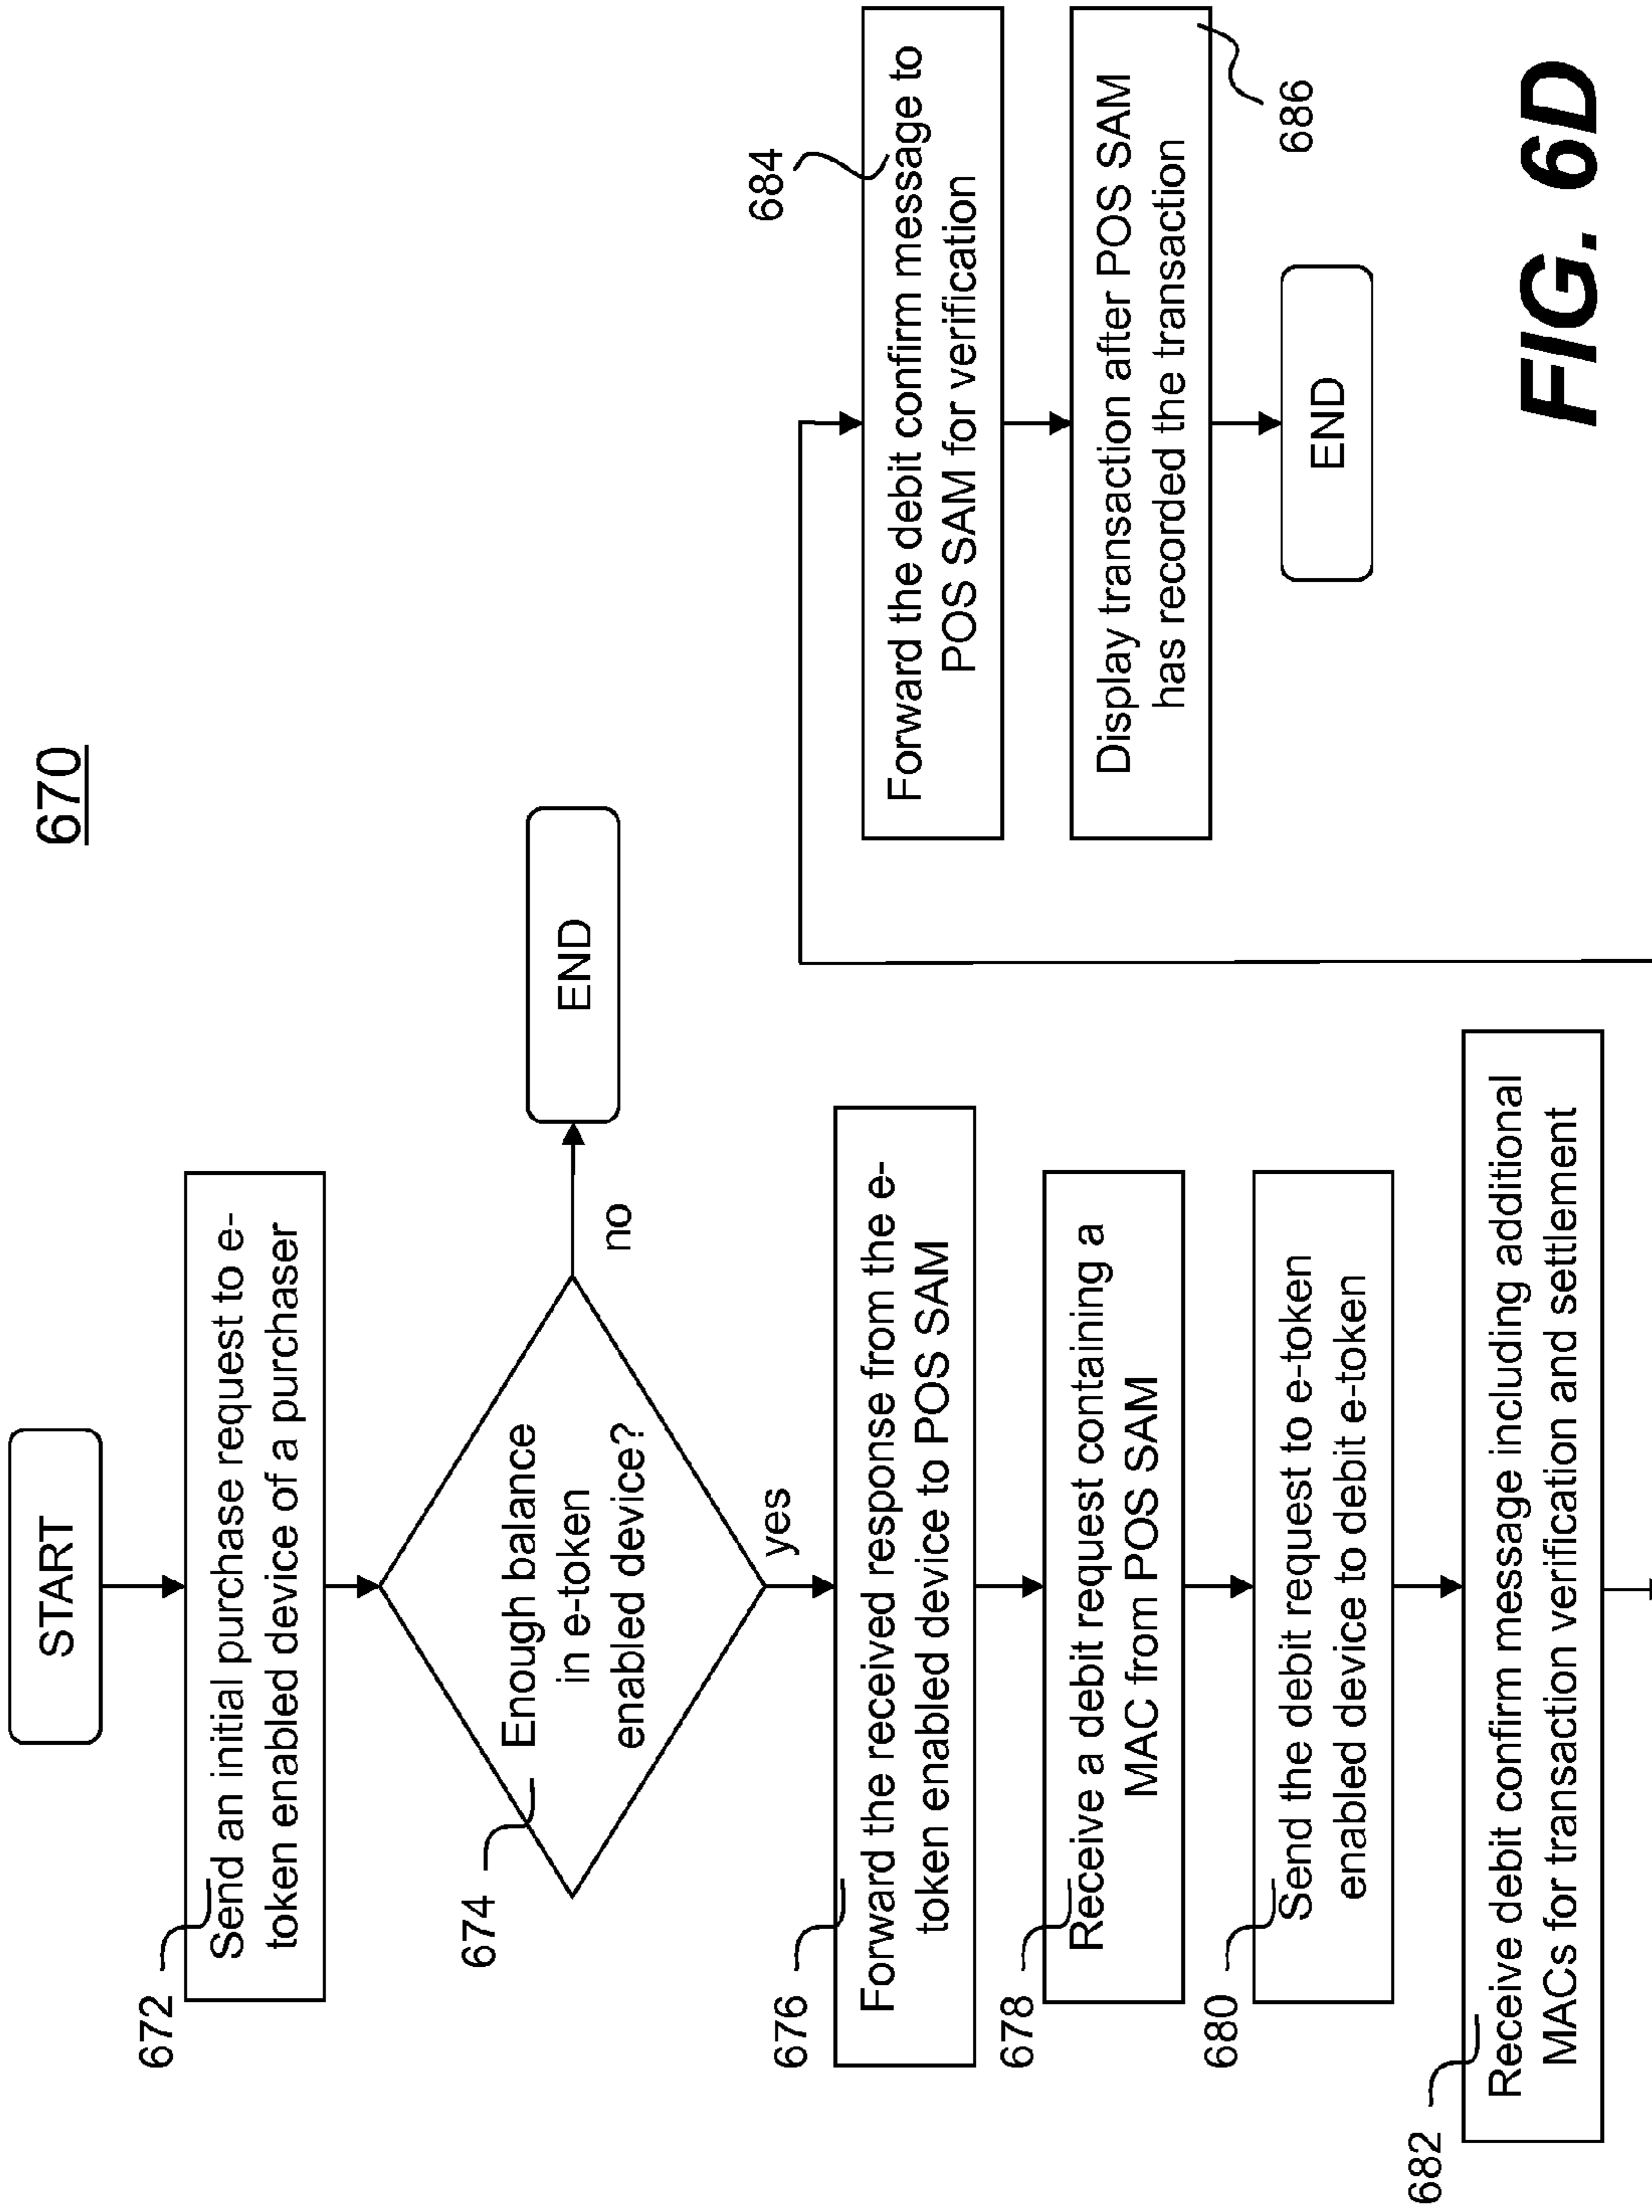 670
START
672
Send an initial purchase request to e-
token enabled device of a purchaser
674
Enough balance
in e-token
enabled device?
no
END
yes
676
Forward the received response from the e-
token enabled device to POS SAM
678
Receive a debit request containing a
MAC from POS SAM
680
Send the debit request to e-token
enabled device to debit e-token
682
Receive debit confirm message including additional
MACs for transaction verification and settlement
684
Forward the debit confirm message to
POS SAM for verification
Display transaction after POS SAM
has recorded the transaction
686
END
FIG. 6D